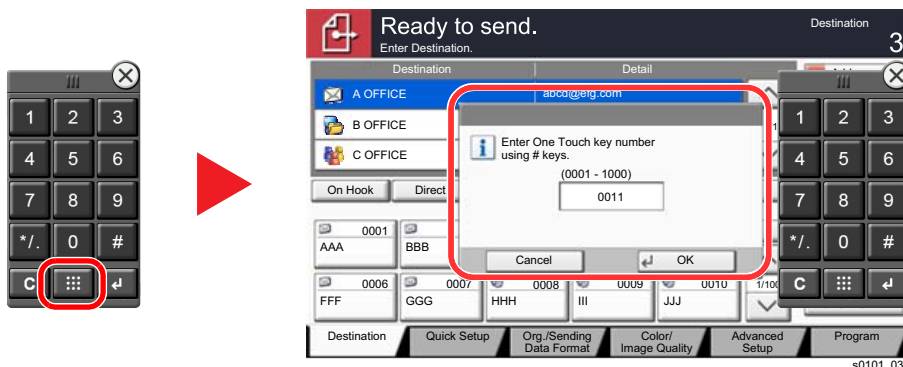 1 2 3
4 5 6
7 8 9
*/. 0 #
C
Ready to send.
Enter Destination.
Destination
3
Destination Detail
A OFFICE abcd@efg.com
B OFFICE
C OFFICE
On Hook Direct
Enter One Touch key number
using # keys.
(0001 - 1000)
0011
Cancel OK
0001
AAA BBB
0006 0007 0008 0009 0010 1/100
FFF GGG HHH III JJJ
1 2 3
4 5 6
7 8 9
*/. 0 #
C
Destination Quick Setup Org./Sending
Data Format Color/
Image Quality Advanced
Setup Program
s0101_03